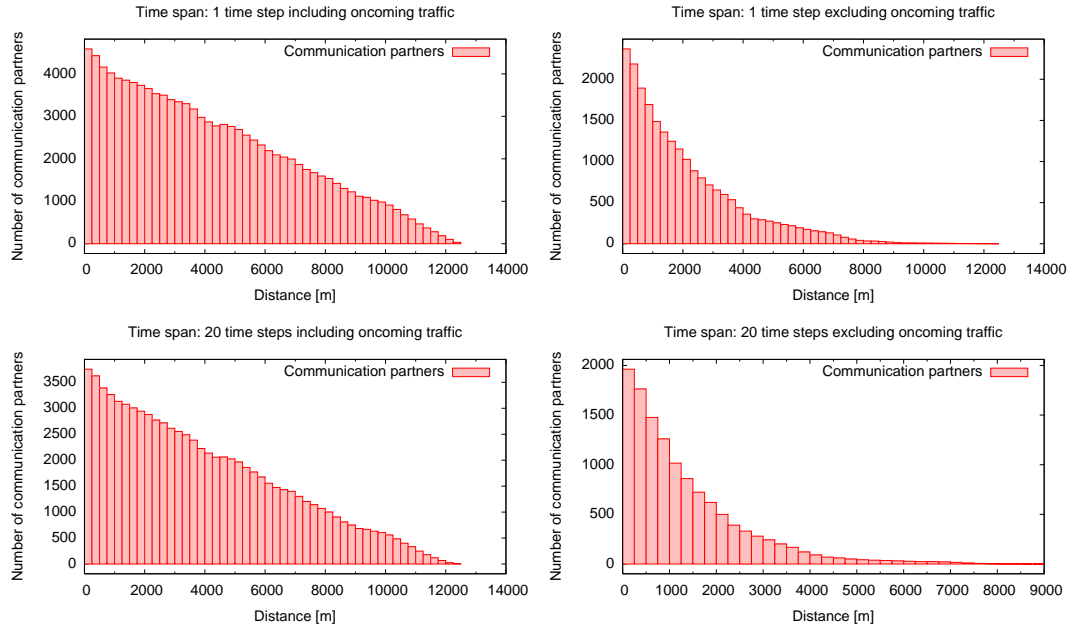 Time span: 1 time step including oncoming traffic
Number of communication partners
Communication partners
4000
3000
2000
1000
0
0 2000 4000 6000 8000 10000 12000 14000
Distance [m]
Time span: 1 time step excluding oncoming traffic
Number of communication partners
Communication partners
2000
1500
1000
500
0
0 2000 4000 6000 8000 10000 12000 14000
Distance [m]
Time span: 20 time steps including oncoming traffic
Number of communication partners
Communication partners
3500
3000
2500
2000
1500
1000
500
0
0 2000 4000 6000 8000 10000 12000 14000
Distance [m]
Time span: 20 time steps excluding oncoming traffic
Number of communication partners
Communication partners
2000
1500
1000
500
0
0 1000 2000 3000 4000 5000 6000 7000 8000 9000
Distance [m]